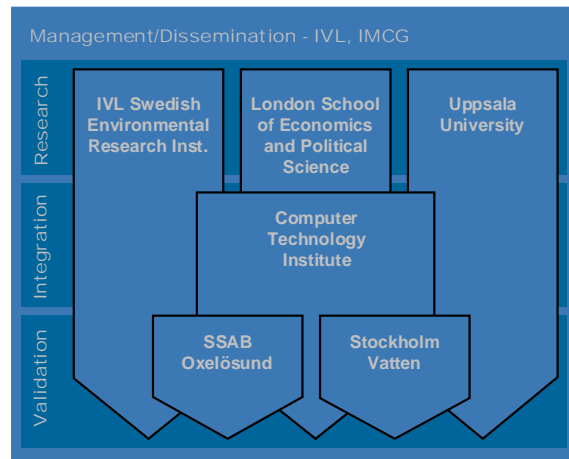 Management/Dissemination - IVL, IMCG
Research
IVL Swedish
Environmental
Research Inst.
London School
of Economics
and Political
Science
Uppsala
University
Integration
Computer
Technology
Institute
Validation
SSAB
Oxelösund
Stockholm
Vatten